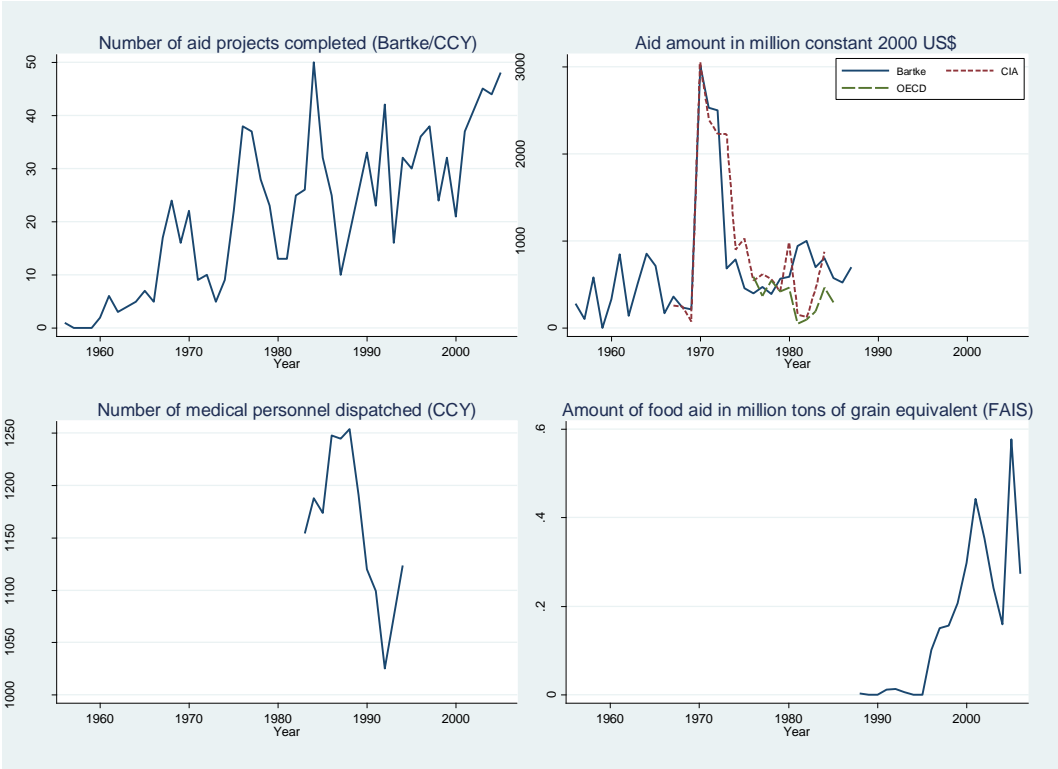 Number of aid projects completed (Bartke/CCY)
50
40
30
20
10
0
1960 1970 1980 1990 2000
Year
Aid amount in million constant 2000 US$
Bartke CIA
OECD
3000
2000
1000
0
1960 1970 1980 1990 2000
Year
Number of medical personnel dispatched (CCY)
1250
1200
1150
1100
1050
1000
1960 1970 1980 1990 2000
Year
Amount of food aid in million tons of grain equivalent (FAIS)
.6
.4
.2
0
1960 1970 1980 1990 2000
Year